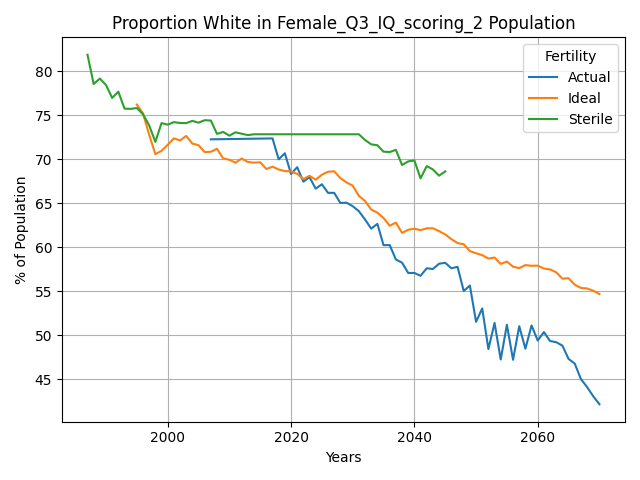 Proportion White in Female_Q3_IQ_scoring_2 Population
Fertility
Actual
Ideal
Sterile
% of Population
80
75
70
65
60
55
50
45
2000
2020
2040
2060
Years